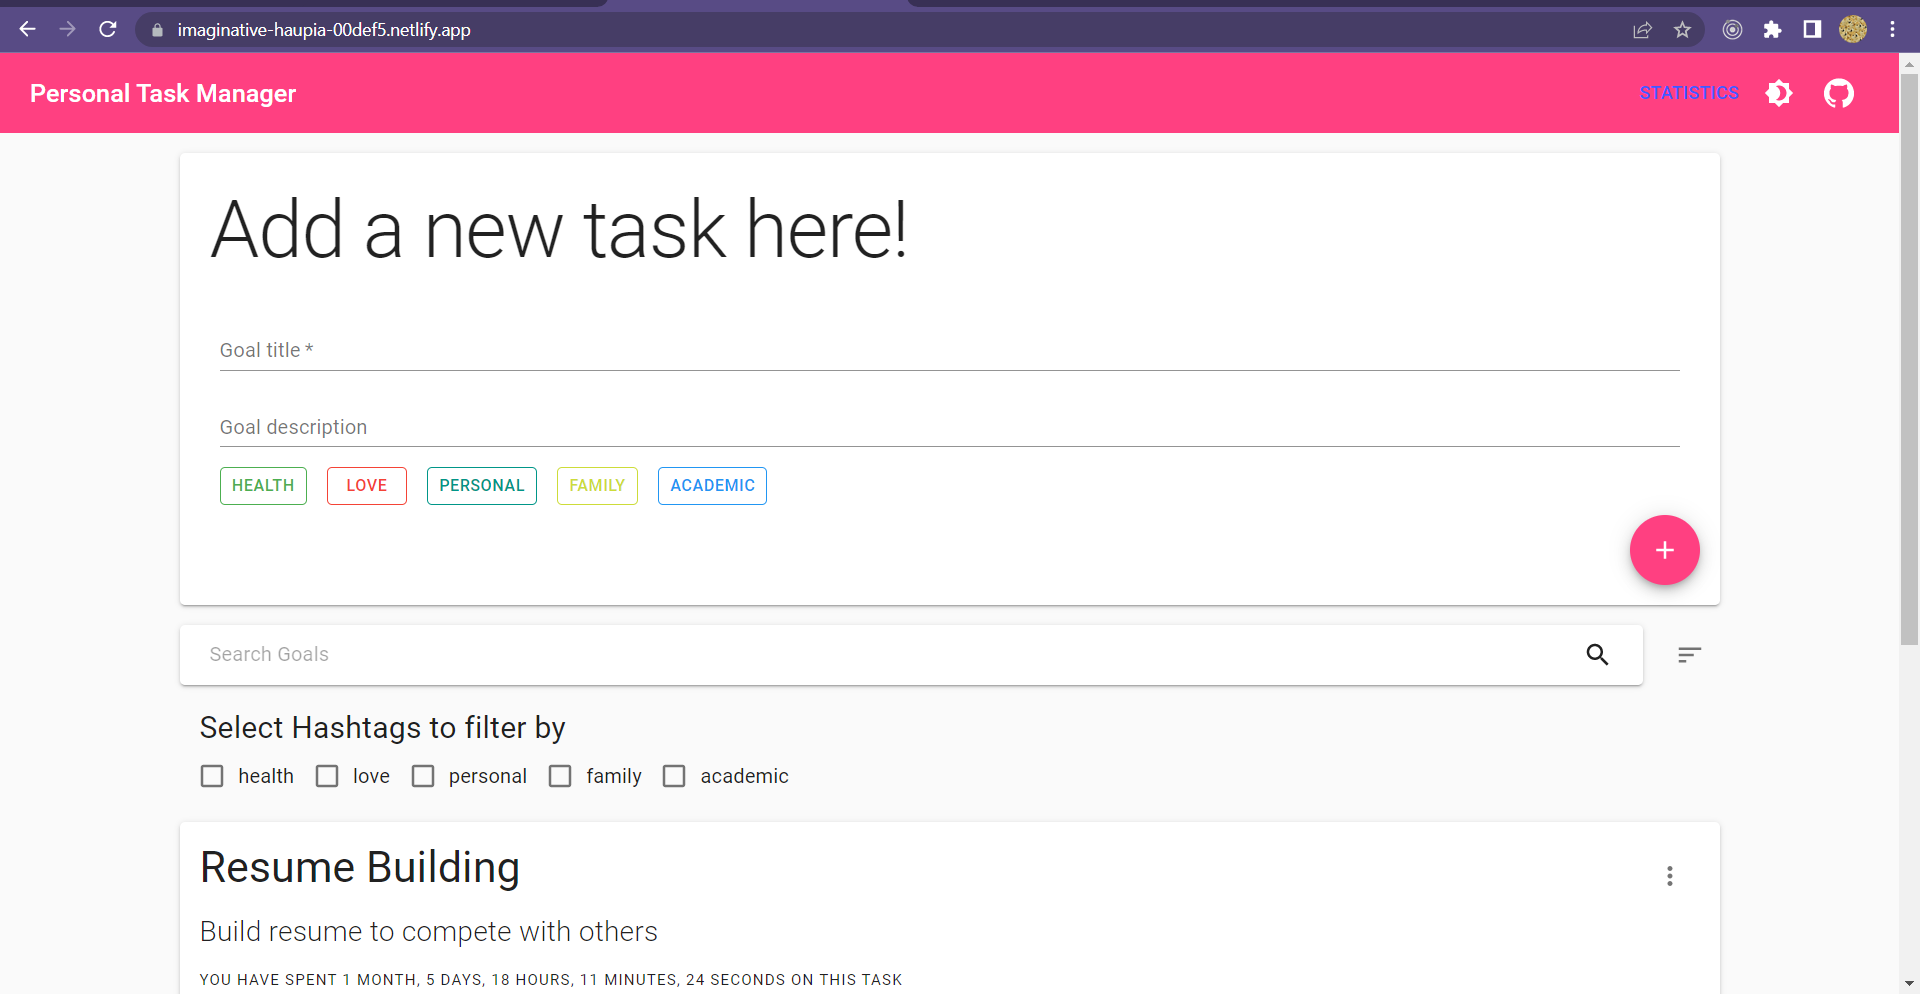 imaginative-haupia-00def5.netlify.app
Personal Task Manager
STATISTICS
Add a new task here!
Goal title *
Goal description
HEALTH LOVE PERSONAL FAMILY ACADEMIC
Search Goals
Select Hashtags to filter by
health love personal family academic
Resume Building
Build resume to compete with others
YOU HAVE SPENT 1 MONTH, 5 DAYS, 18 HOURS, 11 MINUTES, 24 SECONDS ON THIS TASK